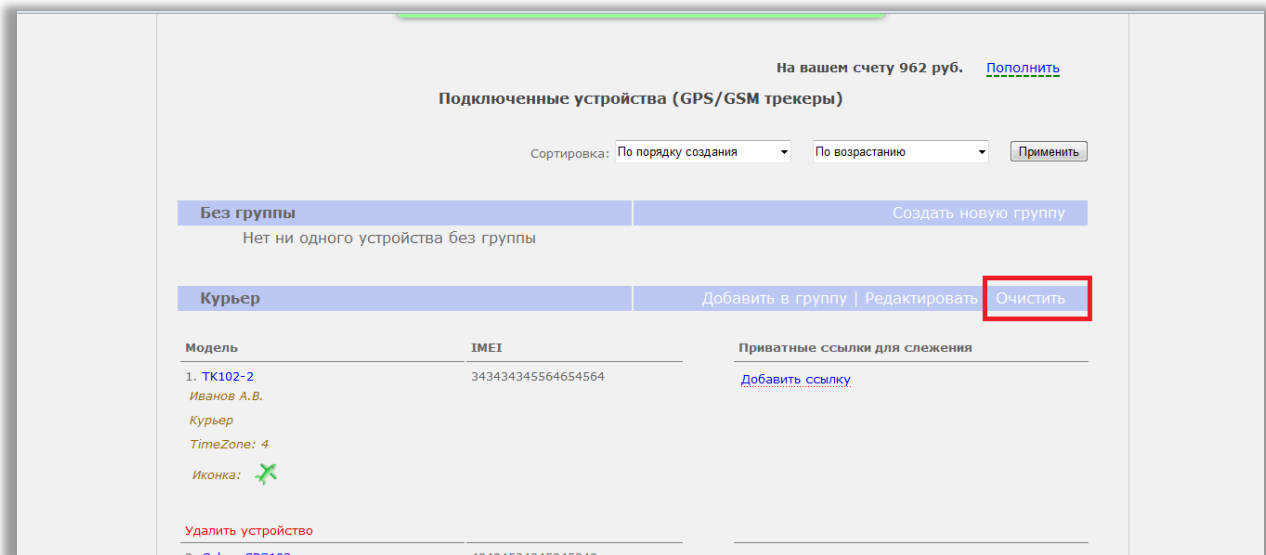 На вашем счету 962 руб. Пополнить
Подключенные устройства (GPS/GSM трекеры)
Сортировка: По порядку создания По возрастанию Применить
Без группы Создать новую группу
Нет ни одного устройства без группы
Курьер Добавить в группу | Редактировать Очистить
Модель IMEI Приватные ссылки для слежения
1. TK102-2 343434345564654564 Добавить ссылку
Иванов А.В.
Курьер
TimeZone: 4
Иконка:
Удалить устройство